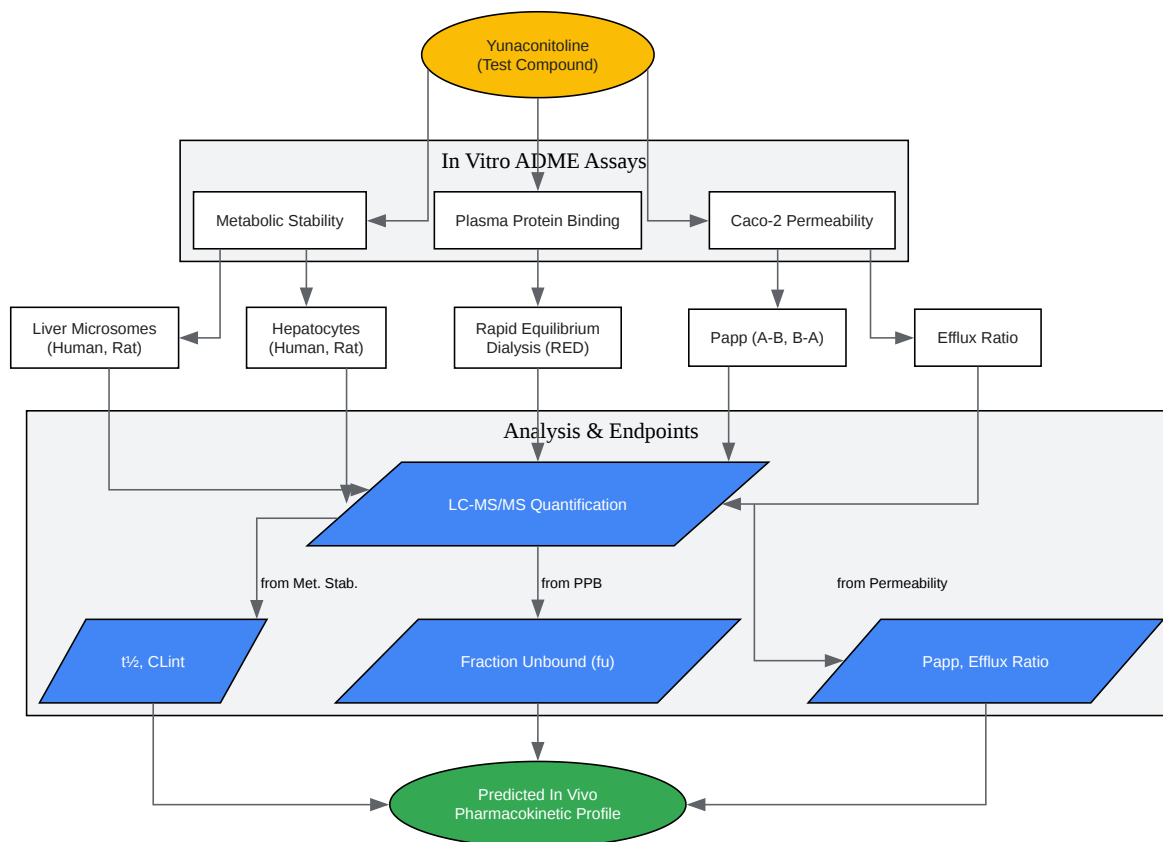 Yunaconitoline
(Test Compound)
In Vitro ADME Assays
Metabolic Stability
Plasma Protein Binding
Caco-2 Permeability
Liver Microsomes
(Human, Rat)
Hepatocytes
(Human, Rat)
Rapid Equilibrium
Dialysis (RED)
Papp (A-B, B-A)
Efflux Ratio
Analysis & Endpoints
LC-MS/MS Quantification
from Met. Stab.
from PPB
from Permeability
t½, CLint
Fraction Unbound (fu)
Papp, Efflux Ratio
Predicted In Vivo
Pharmacokinetic Profile